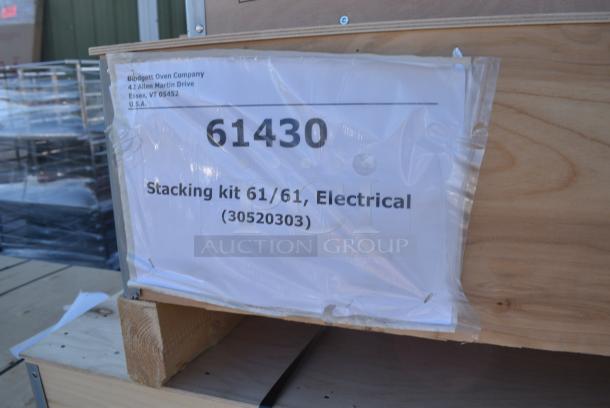 Blodgett Oven Company
42 Allen Martin Drive
Essex, VT 05452
U.S.A.
61430
Stacking kit 61/61, Electrical
(30520303)
AUCTION GROUP